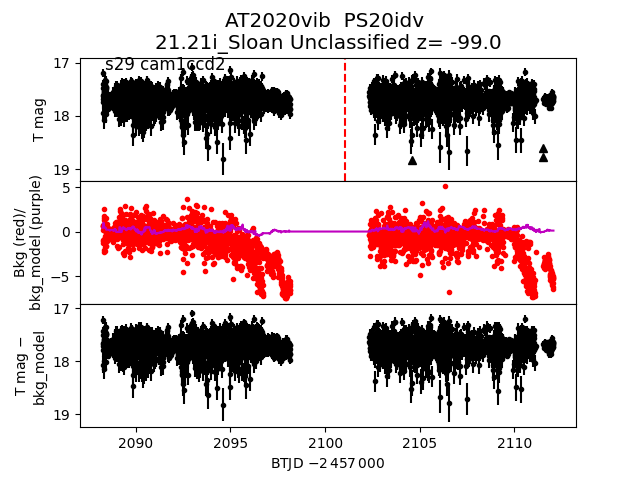 AT2020vib  PS20idv
21.21i_Sloan Unclassified z= -99.0
s29 cam1ccd2
17
18
19
T mag
5
0
−5
Bkg (red)/
bkg_model (purple)
17
18
19
T mag −
bkg_model
2090
2095
2100
2105
2110
BTJD −2 457 000